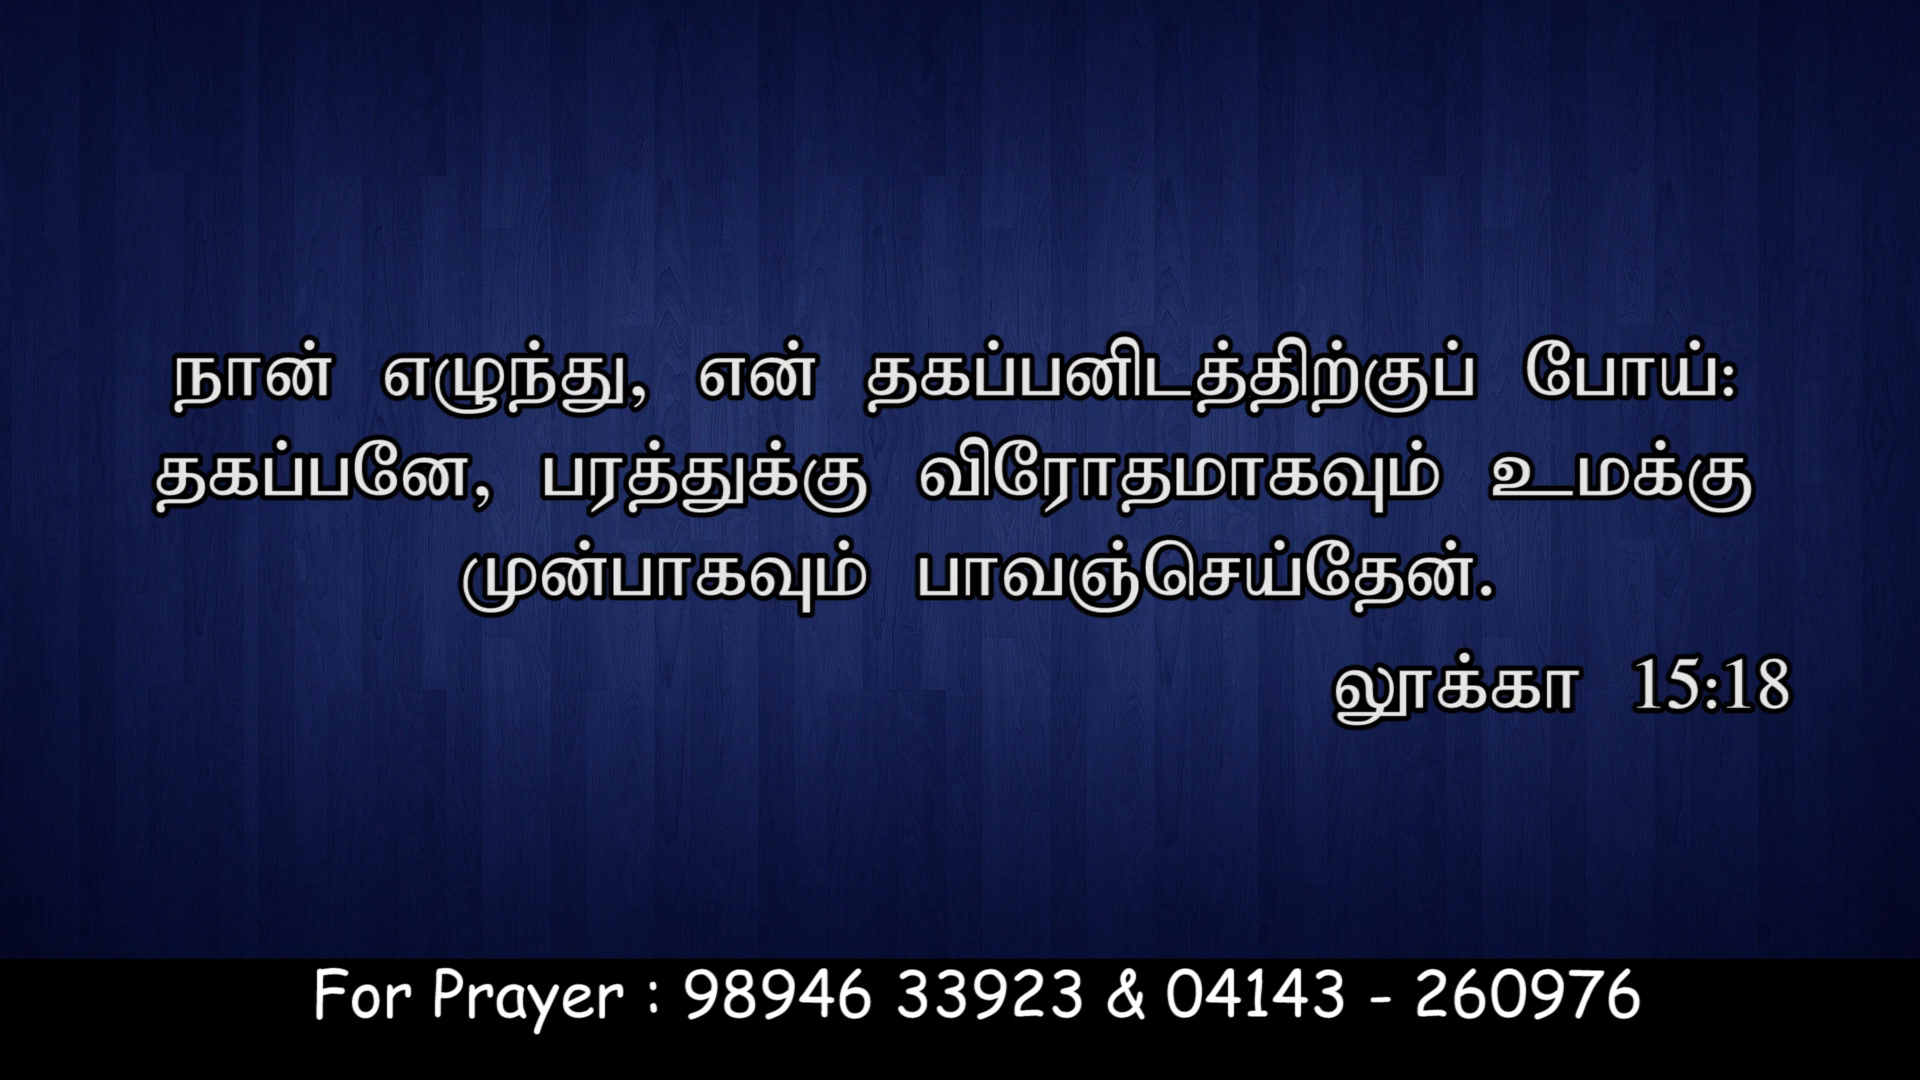 நான் எழுந்து, என் தகப்பனிடத்திற்குப் போய்:
தகப்பனே, பரத்துக்கு விரோதமாகவும் உமக்கு
முன்பாகவும் பாவஞ்செய்தேன்.
லூக்கா 15:18
For Prayer : 98946 33923 & 04143 - 260976